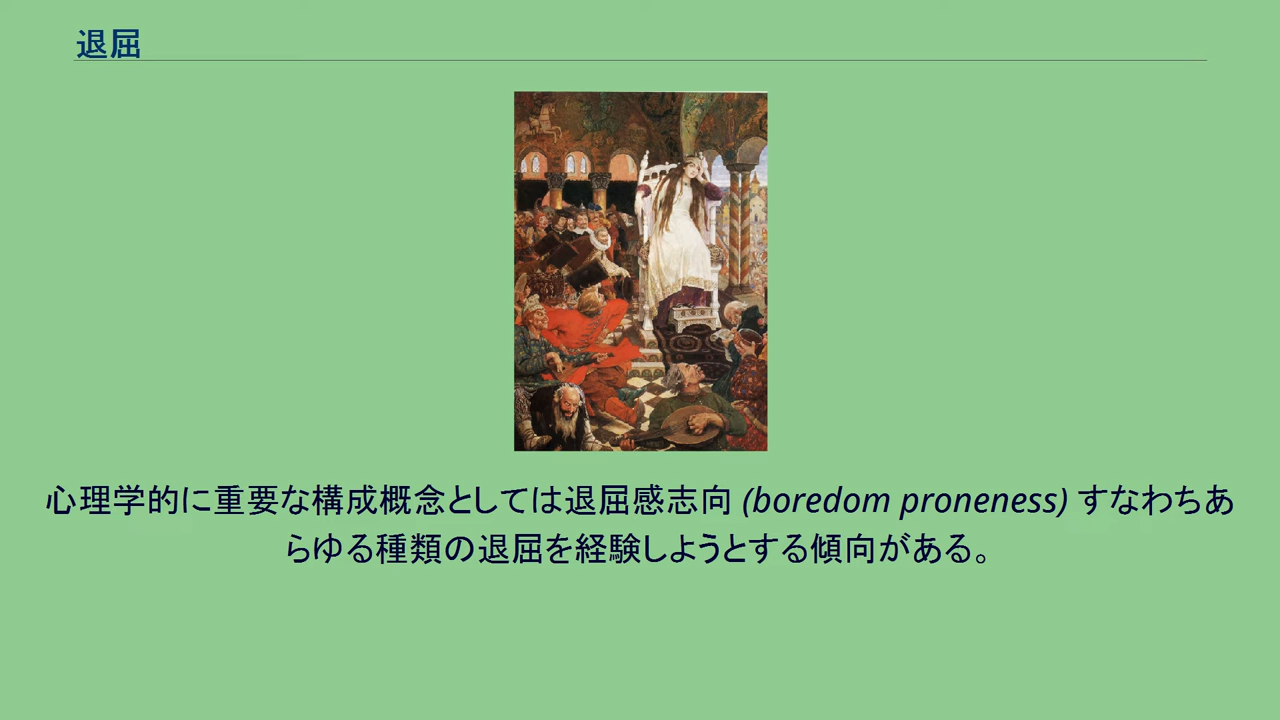 退屈
心理学的に重要な構成概念としては退屈感志向 (boredom proneness) すなわちあ
らゆる種類の退屈を経験しようとする傾向がある。